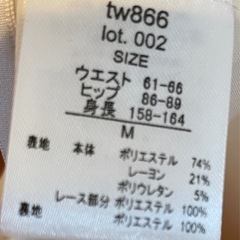 tw866
lot. 002
SIZE
ウエスト 61-66
ヒップ 86-89
身長 158-164
M
表地 本体 ポリエステル 74%
レーヨン 21%
ポリウレタン 5%
レース部分 ポリエステル 100%
裏地 ポリエステル 100%